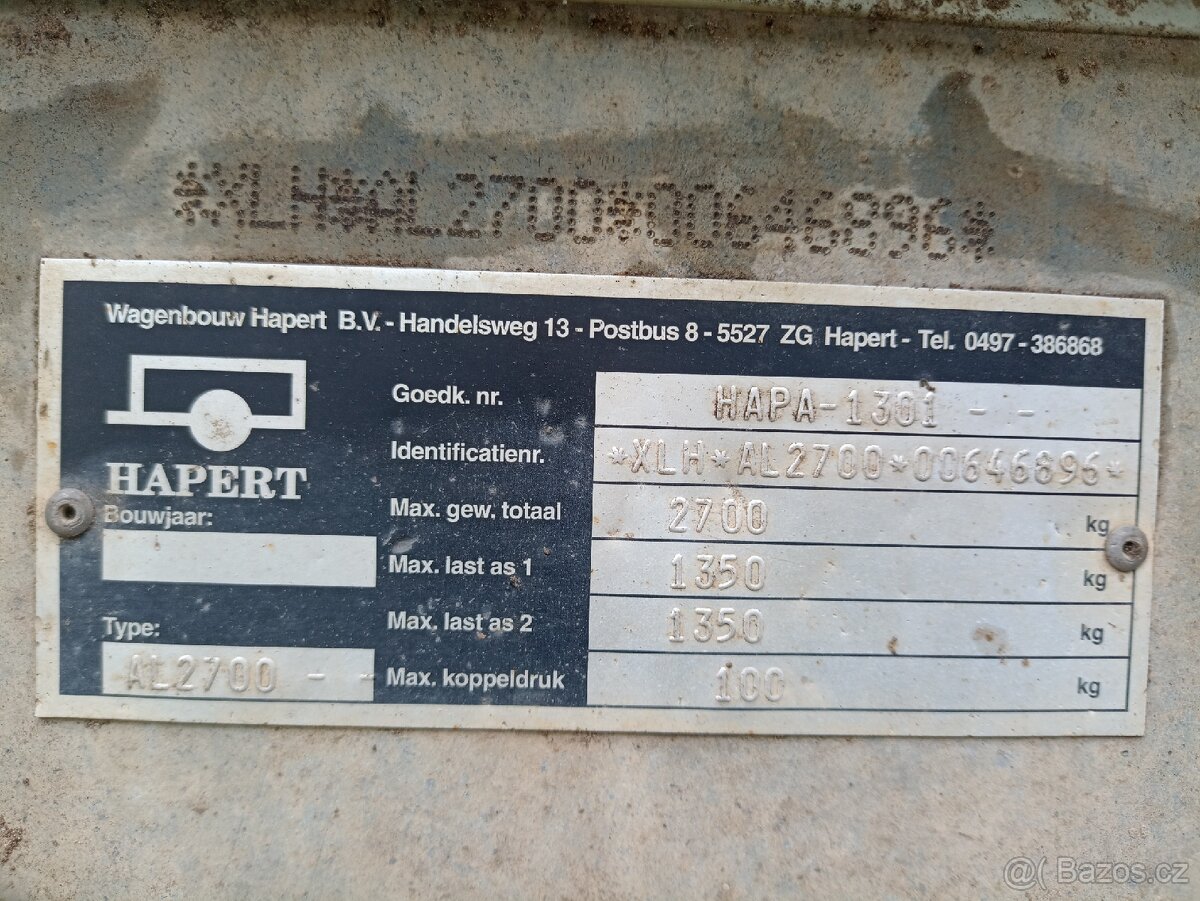 *XLH*AL2700*00646896*
Wagenbouw Hapert B.V. - Handelsweg 13 - Postbus 8 - 5527 ZG Hapert - Tel. 0497 - 386868
HAPERT
Bouwjaar:
Type:
AL2700 - -
Goedk. nr. HAPA-1301 - -
Identificatienr. *XLH*AL2700*00646896*
Max. gew. totaal 2700 kg
Max. last as 1 1350 kg
Max. last as 2 1350 kg
Max. koppeldruk 100 kg
@( Bazos.cz